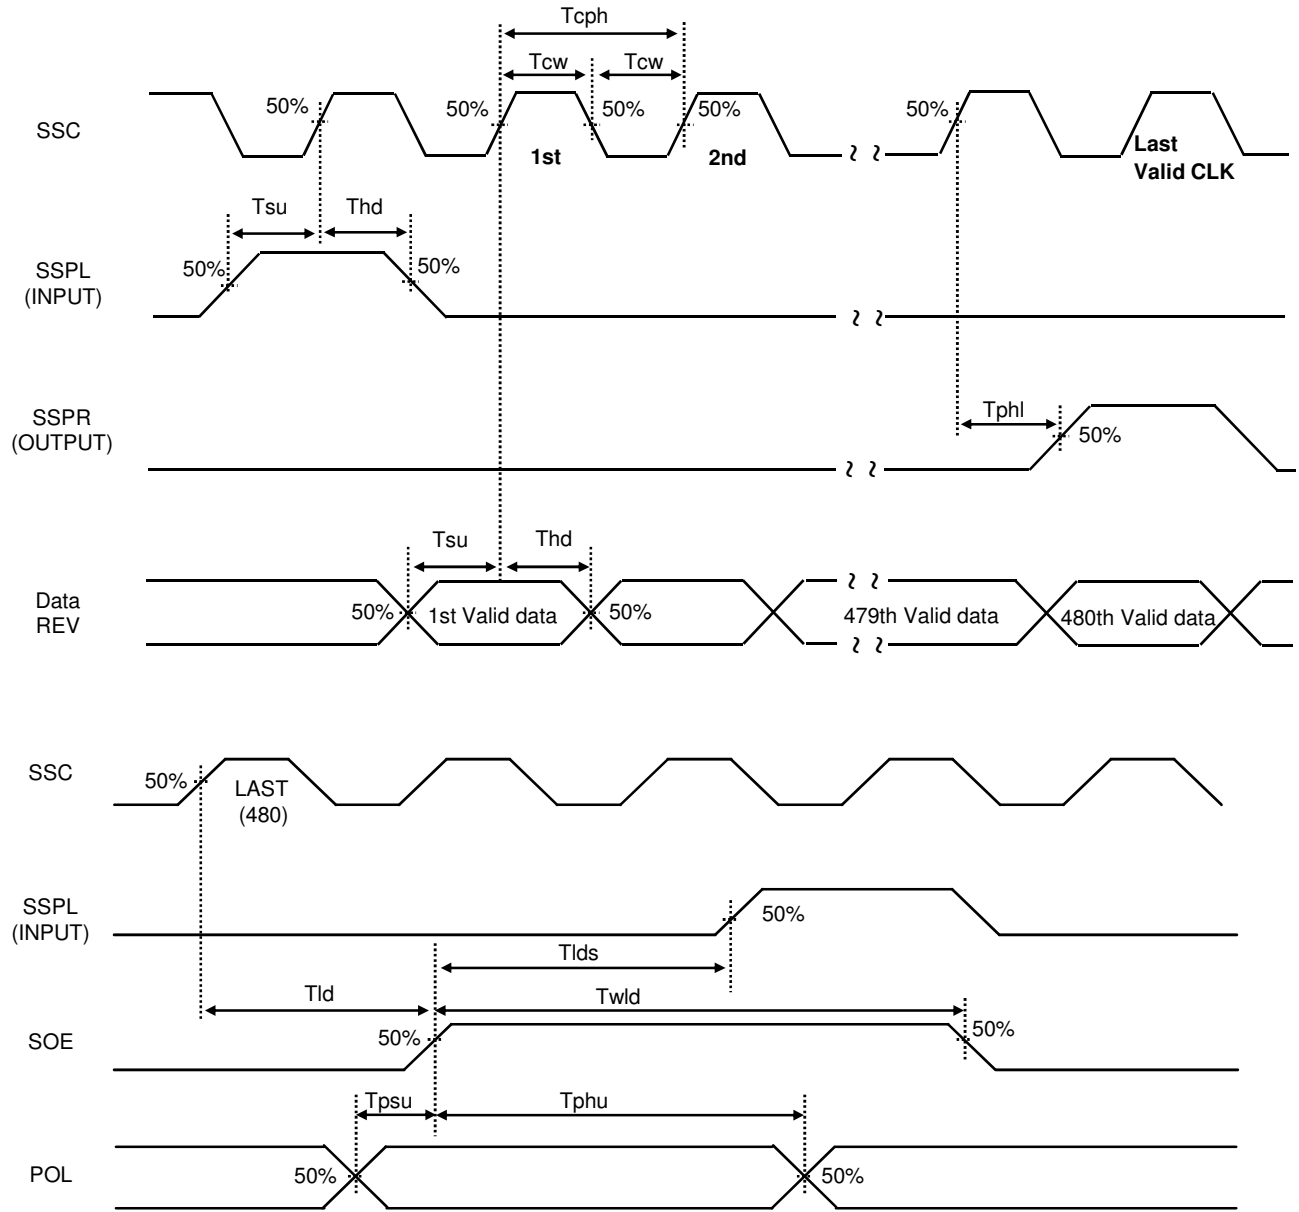 Tcph
Tcw Tcw
50% 50% 50% 50% 50%
SSC
1st 2nd Last
Valid CLK
Tsu Thd
50% 50%
SSPL
(INPUT)
SSPR
(OUTPUT)
Tphl
50%
Tsu Thd
Data
REV
50% 1st Valid data 50% 479th Valid data 480th Valid data
SSC
50% LAST
(480)
SSPL
(INPUT)
50%
Tlds
Tld Twld
SOE
50% 50%
Tpsu Tphu
POL
50% 50%